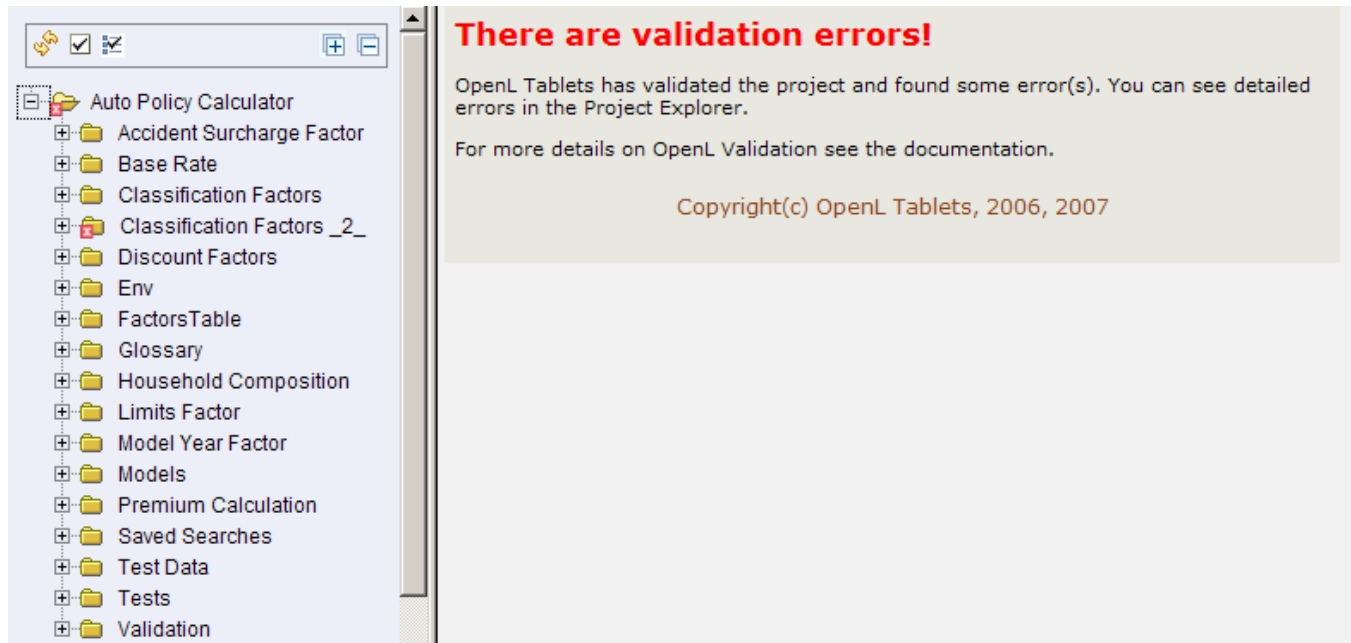 Auto Policy Calculator
Accident Surcharge Factor
Base Rate
Classification Factors
Classification Factors _2_
Discount Factors
Env
FactorsTable
Glossary
Household Composition
Limits Factor
Model Year Factor
Models
Premium Calculation
Saved Searches
Test Data
Tests
Validation
There are validation errors!
OpenL Tablets has validated the project and found some error(s). You can see detailed
errors in the Project Explorer.
For more details on OpenL Validation see the documentation.
Copyright(c) OpenL Tablets, 2006, 2007